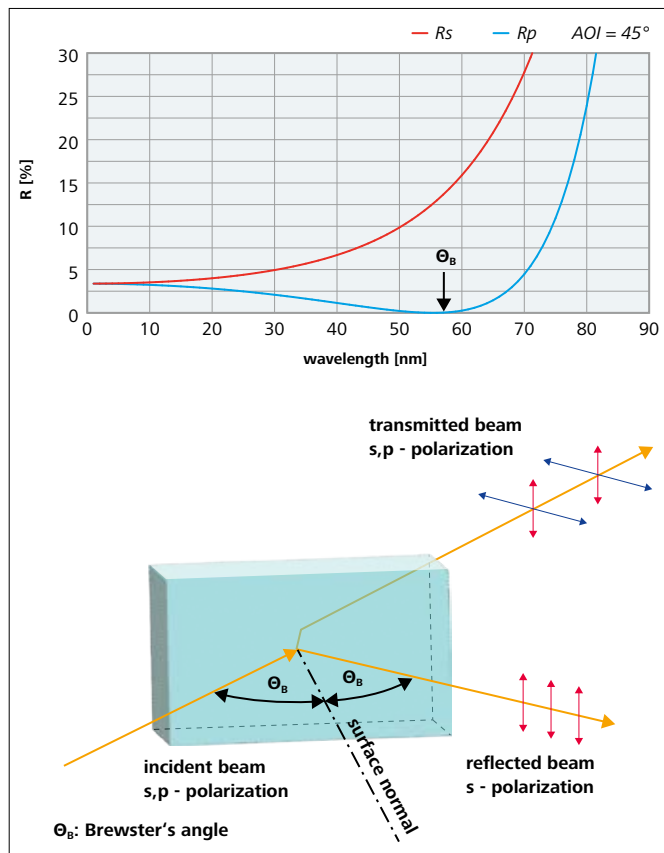 Rs Rp AOI = 45°
30
25
20
15
10
5
0
R [%]
ΘB
0 10 20 30 40 50 60 70 80 90
wavelength [nm]
transmitted beam
s,p - polarization
ΘB ΘB
surface normal
incident beam
s,p - polarization
reflected beam
s - polarization
ΘB: Brewster‘s angle